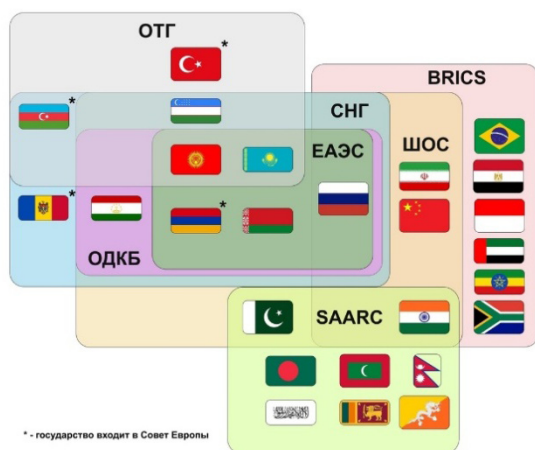 ОТГ
*
BRICS
*
СНГ
ШОС
ЕАЭС
*
*
ОДКБ
SAARC
* - государство входит в Совет Европы